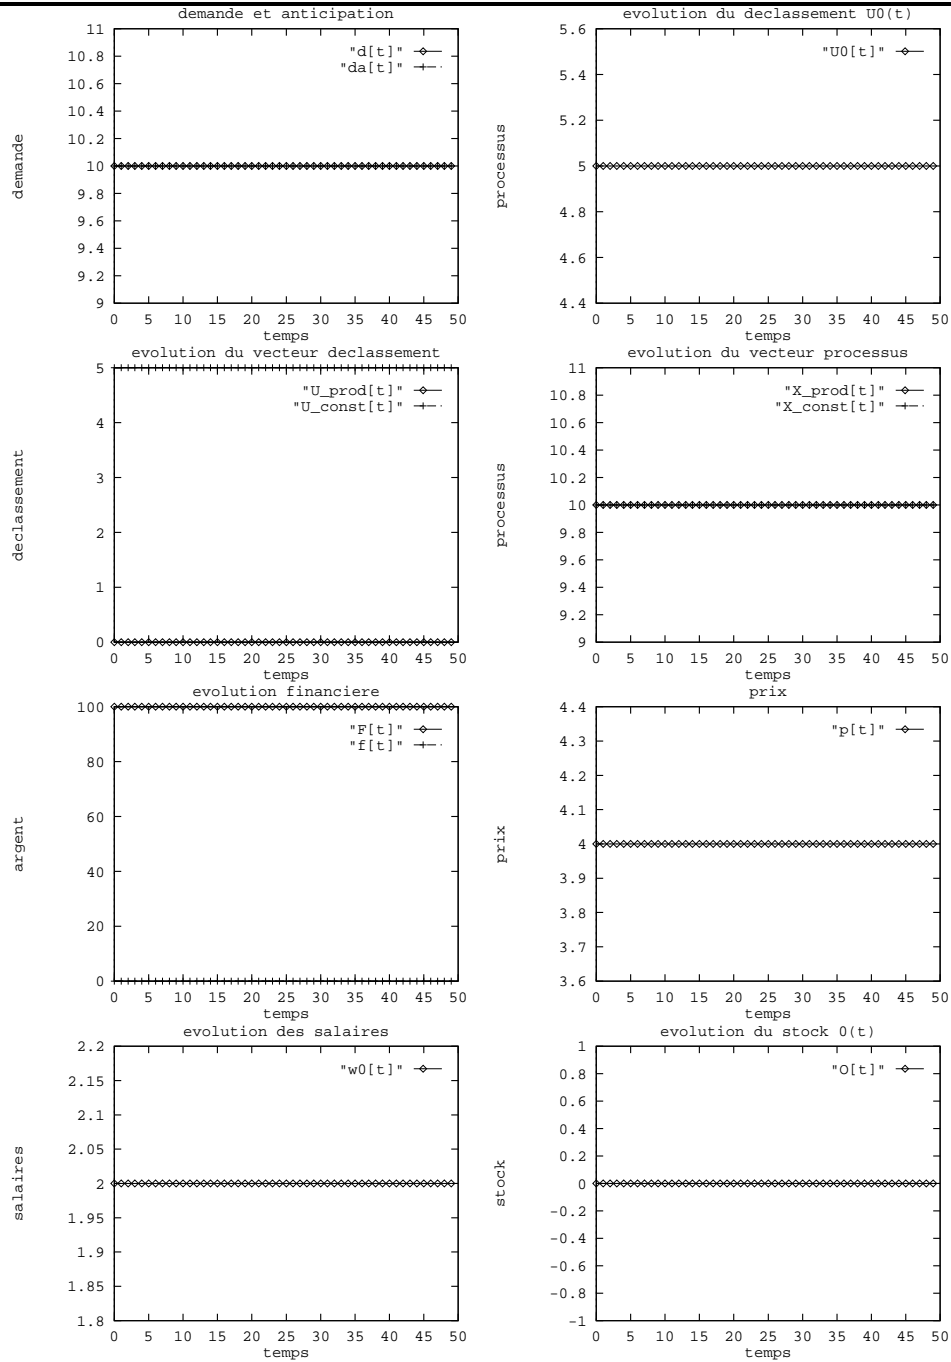 demande et anticipation
11
10.8
10.6
10.4
10.2
10
9.8
9.6
9.4
9.2
9
"d[t]"
"da[t]"
demande
0 5 10 15 20 25 30 35 40 45 50
temps
evolution du declassement U0(t)
5.6
5.4
5.2
5
4.8
4.6
4.4
"U0[t]"
processus
0 5 10 15 20 25 30 35 40 45 50
temps
evolution du vecteur declassement
5
4
3
2
1
0
"U_prod[t]"
"U_const[t]"
declassement
0 5 10 15 20 25 30 35 40 45 50
temps
evolution du vecteur processus
11
10.8
10.6
10.4
10.2
10
9.8
9.6
9.4
9.2
9
"X_prod[t]"
"X_const[t]"
processus
0 5 10 15 20 25 30 35 40 45 50
temps
evolution financiere
100
80
60
40
20
0
"F[t]"
"f[t]"
argent
0 5 10 15 20 25 30 35 40 45 50
temps
prix
4.4
4.3
4.2
4.1
4
3.9
3.8
3.7
3.6
"p[t]"
prix
0 5 10 15 20 25 30 35 40 45 50
temps
evolution des salaires
2.2
2.15
2.1
2.05
2
1.95
1.9
1.85
1.8
"w0[t]"
salaires
0 5 10 15 20 25 30 35 40 45 50
temps
evolution du stock 0(t)
1
0.8
0.6
0.4
0.2
0
-0.2
-0.4
-0.6
-0.8
-1
"O[t]"
stock
0 5 10 15 20 25 30 35 40 45 50
temps